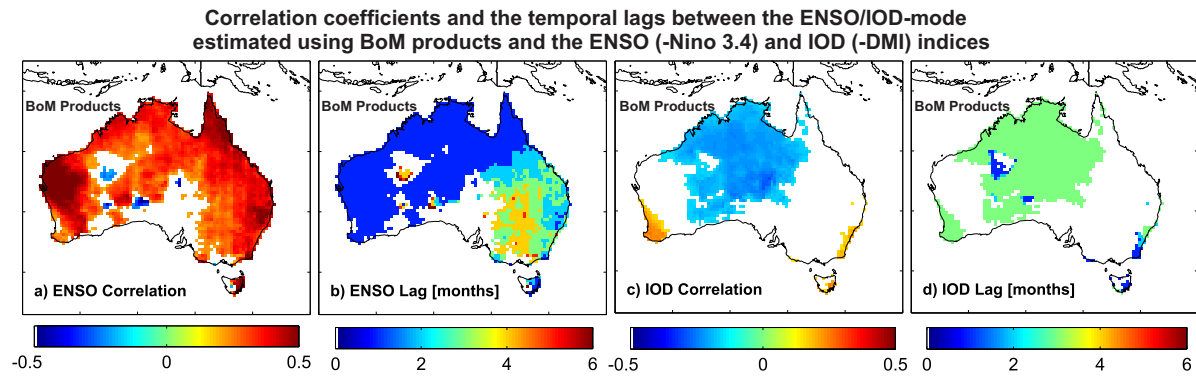 Correlation coefficients and the temporal lags between the ENSO/IOD-mode
estimated using BoM products and the ENSO (-Nino 3.4) and IOD (-DMI) indices
BoM Products
a) ENSO Correlation
-0.5 0 0.5
BoM Products
b) ENSO Lag [months]
0 2 4 6
BoM Products
c) IOD Correlation
-0.5 0 0.5
BoM Products
d) IOD Lag [months]
0 2 4 6